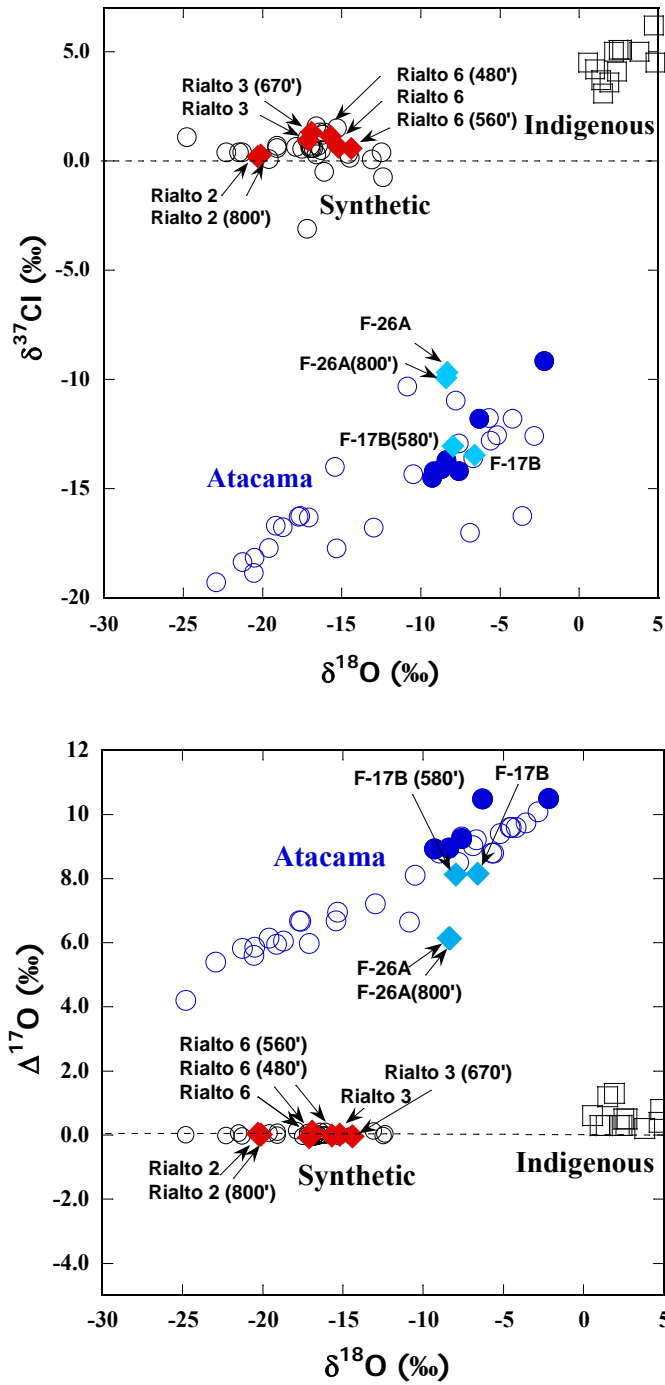 5.0
0.0
-5.0
-10
-15
-20
δ³⁷Cl (‰)
Rialto 3 (670')
Rialto 3
Rialto 6 (480')
Rialto 6
Rialto 6 (560')
Indigenous
Rialto 2
Rialto 2 (800')
Synthetic
F-26A
F-26A(800')
F-17B(580')
F-17B
Atacama
-30 -25 -20 -15 -10 -5 0 5
δ¹⁸O (‰)
12
10
8.0
6.0
4.0
2.0
0.0
-2.0
-4.0
Δ¹⁷O (‰)
F-17B (580')
F-17B
Atacama
F-26A
F-26A(800')
Rialto 6 (560')
Rialto 6 (480')
Rialto 6
Rialto 3 (670')
Rialto 3
Rialto 2
Rialto 2 (800')
Synthetic
Indigenous
-30 -25 -20 -15 -10 -5 0 5
δ¹⁸O (‰)